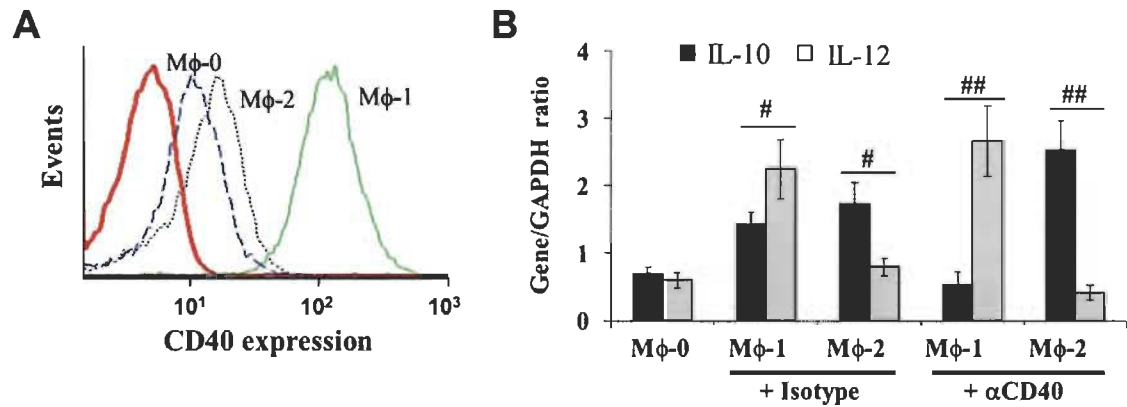 A
Mϕ-0
Mϕ-2
Mϕ-1
Events
10¹
10²
10³
CD40 expression
B
IL-10
IL-12
Gene/GAPDH ratio
4
3
2
1
0
#
#
##
##
Mϕ-0
Mϕ-1
Mϕ-2
Mϕ-1
Mϕ-2
+ Isotype
+ αCD40